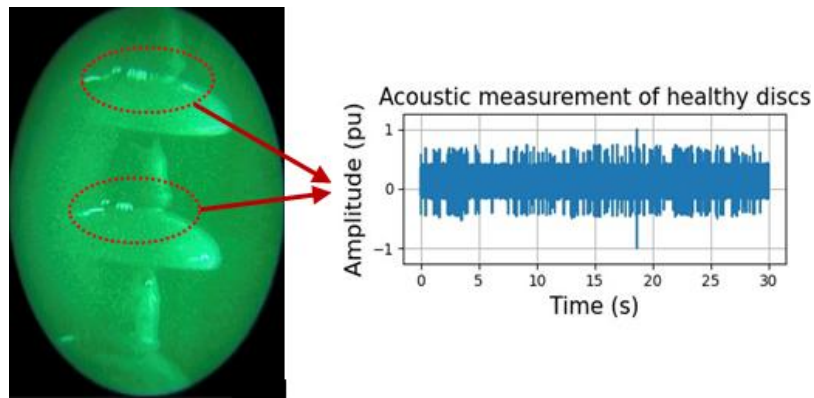 Acoustic measurement of healthy discs
Amplitude (pu)
1
0
−1
0 5 10 15 20 25 30
Time (s)